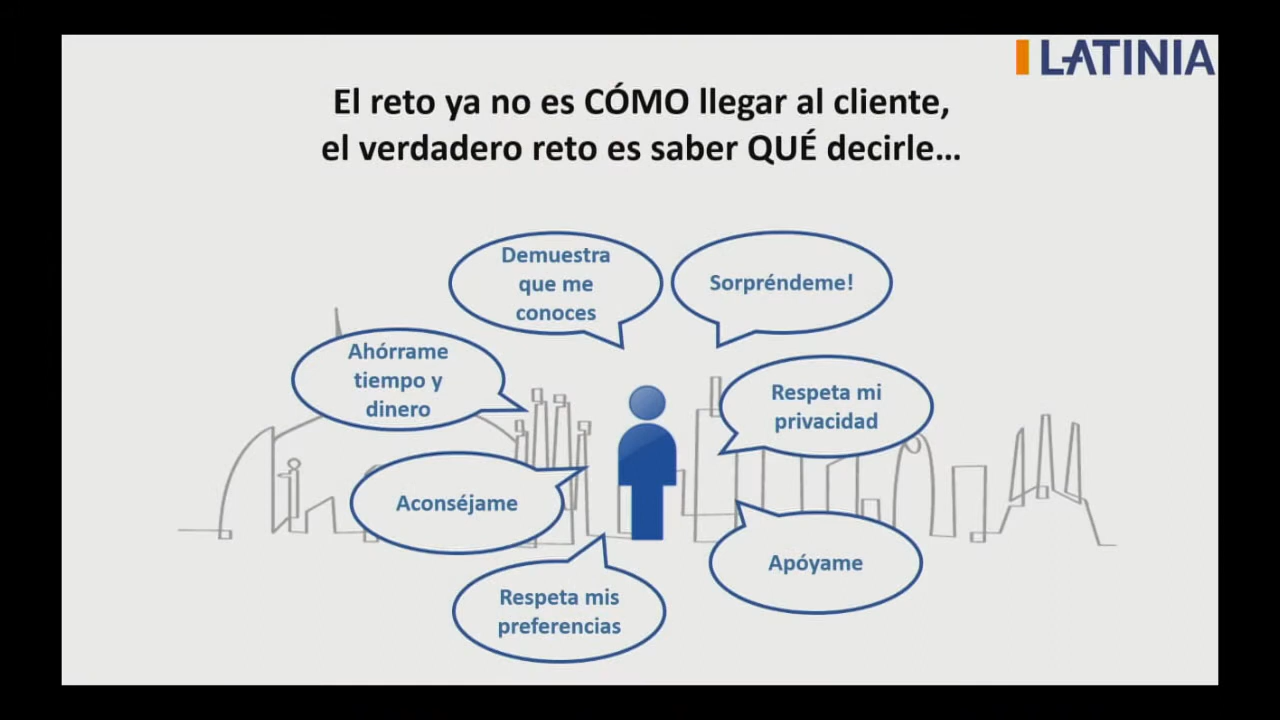 LATINIA
El reto ya no es CÓMO llegar al cliente,
el verdadero reto es saber QUÉ decirle...
Demuestra
que me
conoces
Sorpréndeme!
Ahórrame
tiempo y
dinero
Respeta mi
privacidad
Aconséjame
Apóyame
Respeta mis
preferencias